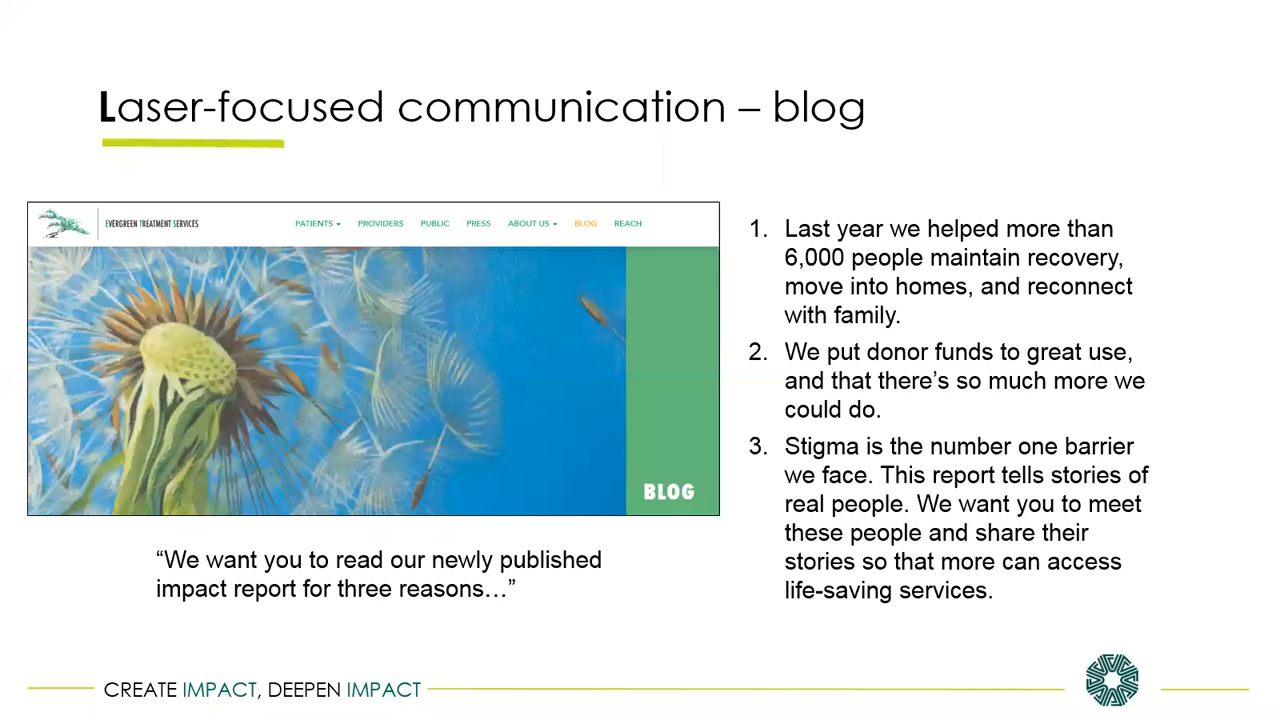 Laser-focused communication – blog
EVERGREEN TREATMENT SERVICES
PATIENTS PROVIDERS PUBLIC PRESS ABOUT US BLOG REACH
BLOG
“We want you to read our newly published
impact report for three reasons…”
1. Last year we helped more than
6,000 people maintain recovery,
move into homes, and reconnect
with family.
2. We put donor funds to great use,
and that there’s so much more we
could do.
3. Stigma is the number one barrier
we face. This report tells stories of
real people. We want you to meet
these people and share their
stories so that more can access
life-saving services.
CREATE IMPACT, DEEPEN IMPACT